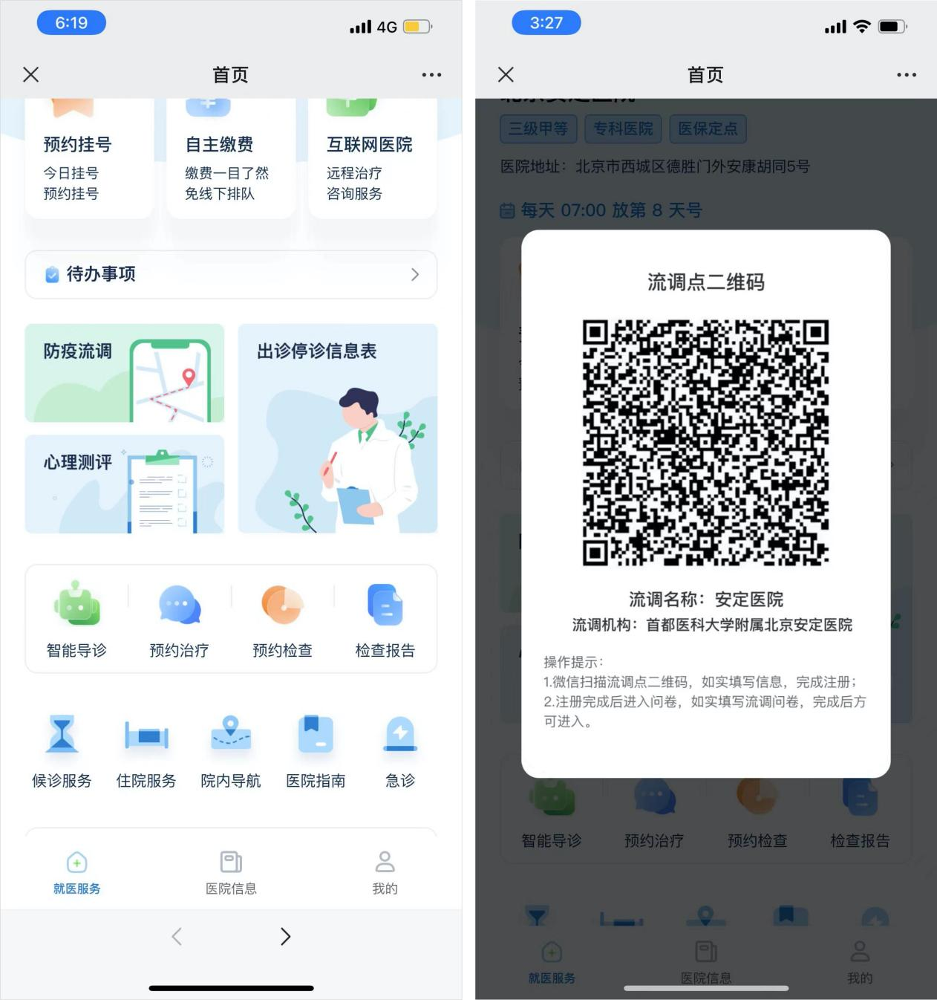 6:19
4G
首页
预约挂号
今日挂号
预约挂号
自主缴费
缴费一目了然
免线下排队
互联网医院
远程治疗
咨询服务
待办事项
防疫流调
出诊停诊信息表
心理测评
智能导诊
预约治疗
预约检查
检查报告
候诊服务
住院服务
院内导航
医院指南
急诊
就医服务
医院信息
我的
3:27
首页
北京安定医院
三级甲等
专科医院
医保定点
医院地址：北京市西城区德胜门外安康胡同5号
每天 07:00 放第 8 天号
流调点二维码
流调名称：安定医院
流调机构：首都医科大学附属北京安定医院
操作提示：
1.微信扫描流调点二维码，如实填写信息，完成注册；
2.注册完成后进入问卷，如实填写流调问卷，完成后方
可进入。
智能导诊
预约治疗
预约检查
检查报告
就医服务
医院信息
我的